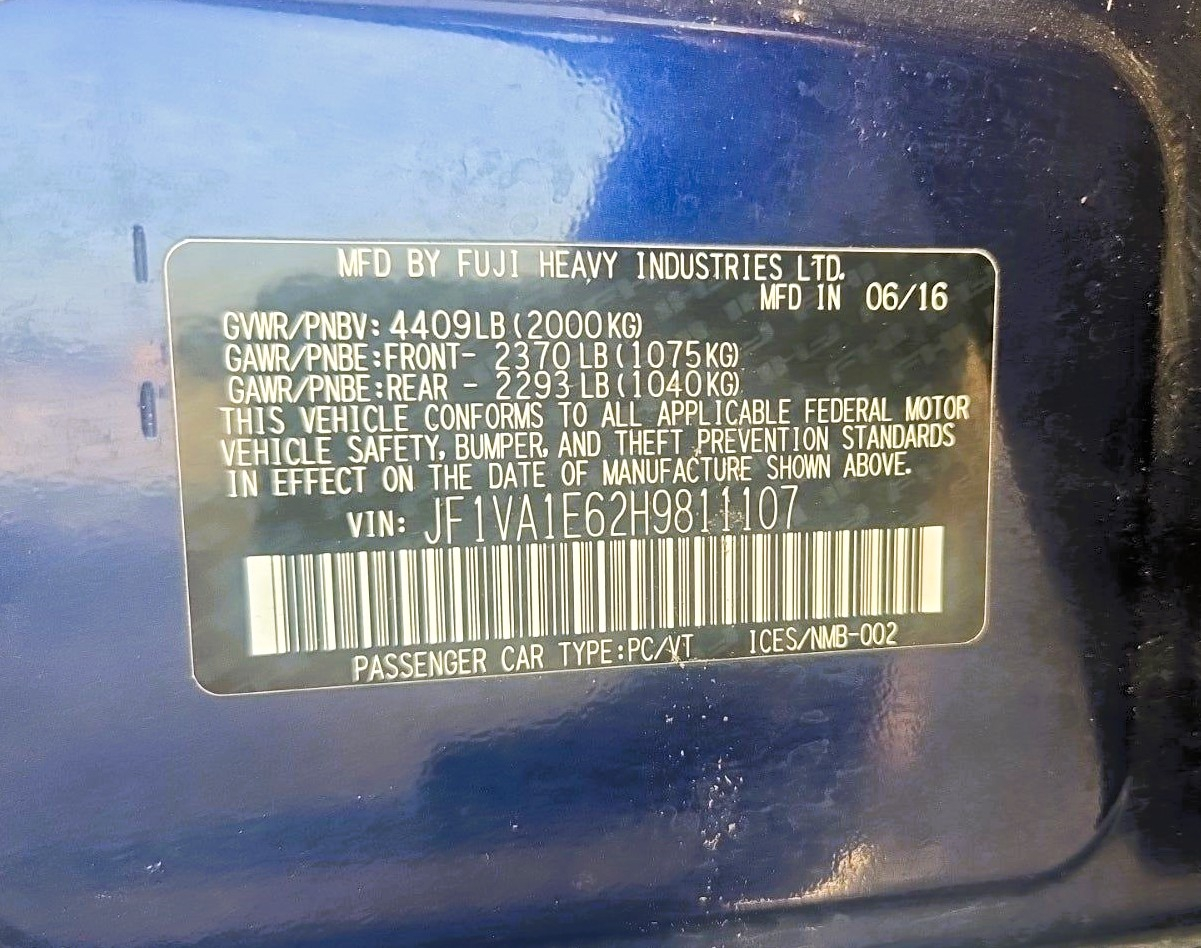 MFD BY FUJI HEAVY INDUSTRIES LTD.
MFD IN 06/16
GVWR/PNBV: 4409LB (2000KG)
GAWR/PNBE:FRONT- 2370 LB (1075KG)
GAWR/PNBE:REAR - 2293 LB (1040KG)
THIS VEHICLE CONFORMS TO ALL APPLICABLE FEDERAL MOTOR
VEHICLE SAFETY, BUMPER, AND THEFT PREVENTION STANDARDS
IN EFFECT ON THE DATE OF MANUFACTURE SHOWN ABOVE.
VIN: JF1VA1E62H9811107
PASSENGER CAR TYPE:PC/VT ICES/NMB-002